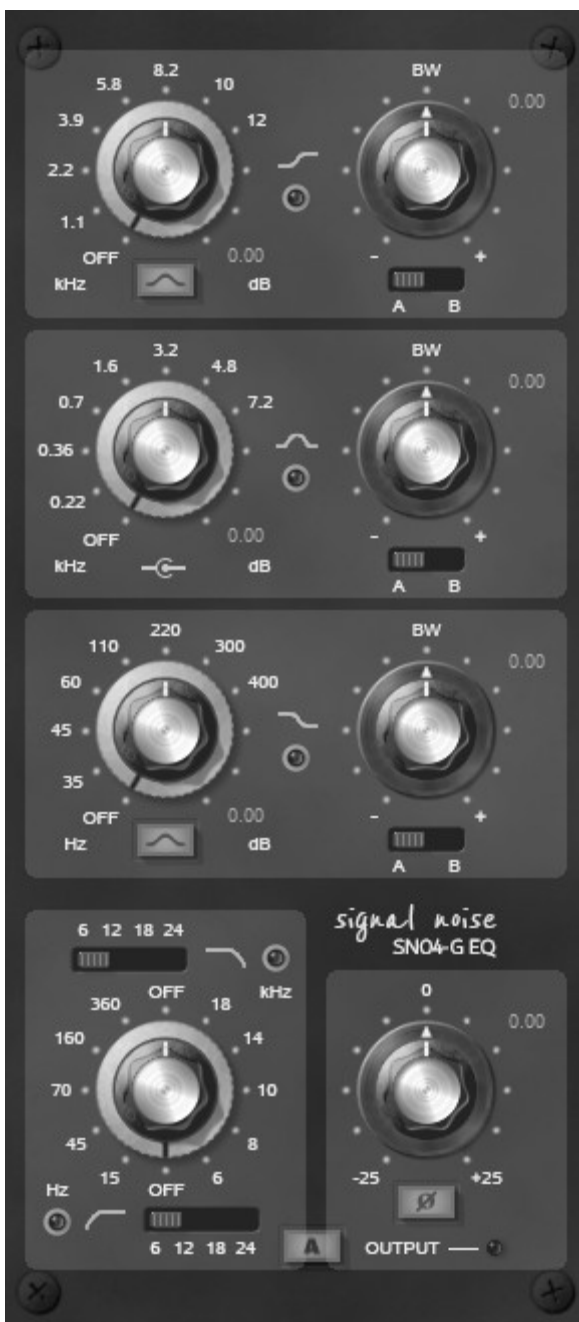 8.2 BW
5.8 10 0.00
3.9 12
2.2
1.1
OFF 0.00 - +
kHz dB
A B
3.2 BW
1.6 4.8 0.00
0.7 7.2
0.36
0.22
OFF 0.00 - +
kHz dB
A B
220 BW
110 300 0.00
60 400
45
35
OFF 0.00 - +
Hz dB
A B
signal noise
SN04-G EQ
6 12 18 24
OFF kHz
360 18
160 14
70 10
45 8
15 6
Hz OFF
6 12 18 24
A
0
0.00
-25 +25
Ø
OUTPUT